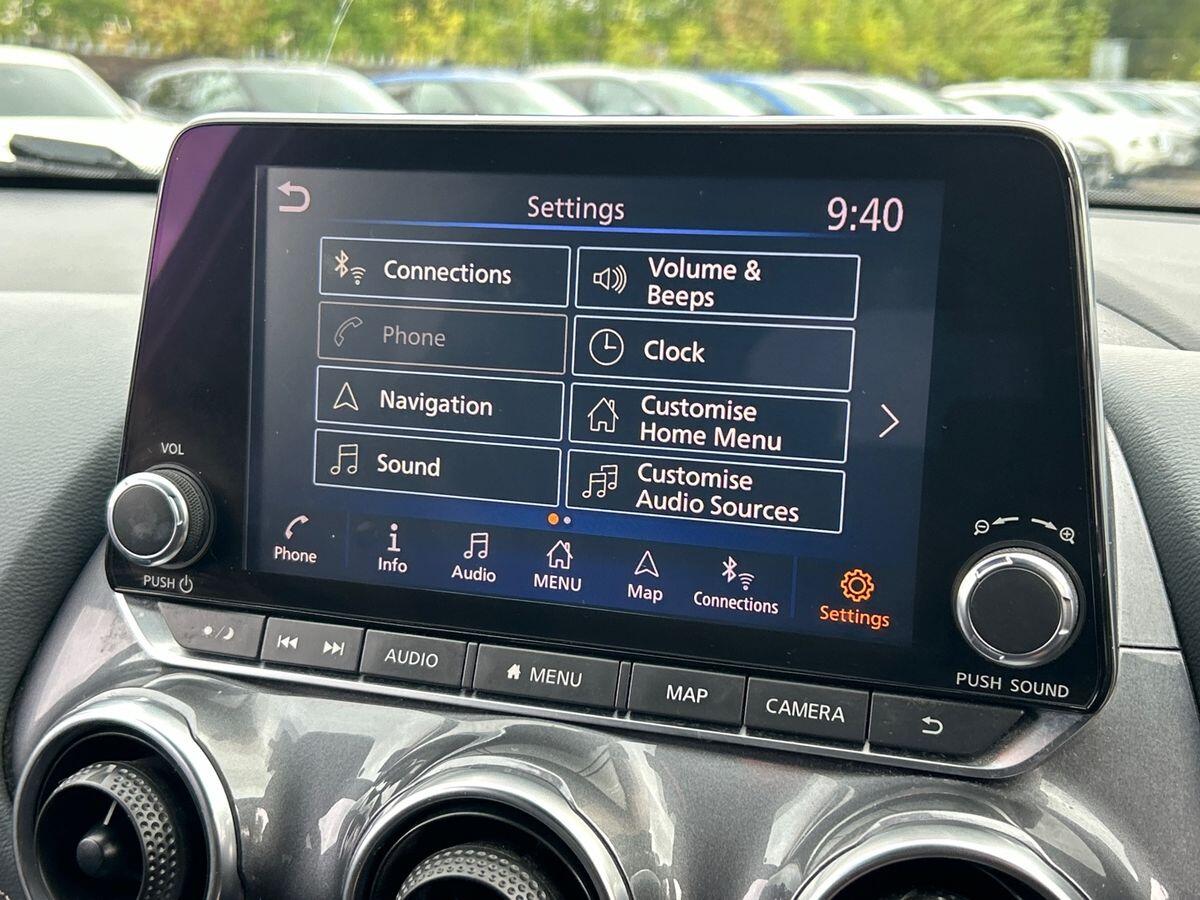 Settings
9:40
Connections
Volume &
Beeps
Phone
Clock
Navigation
Customise
Home Menu
Sound
Customise
Audio Sources
VOL
PUSH
Phone
Info
Audio
MENU
Map
Connections
Settings
AUDIO
MENU
MAP
CAMERA
PUSH SOUND